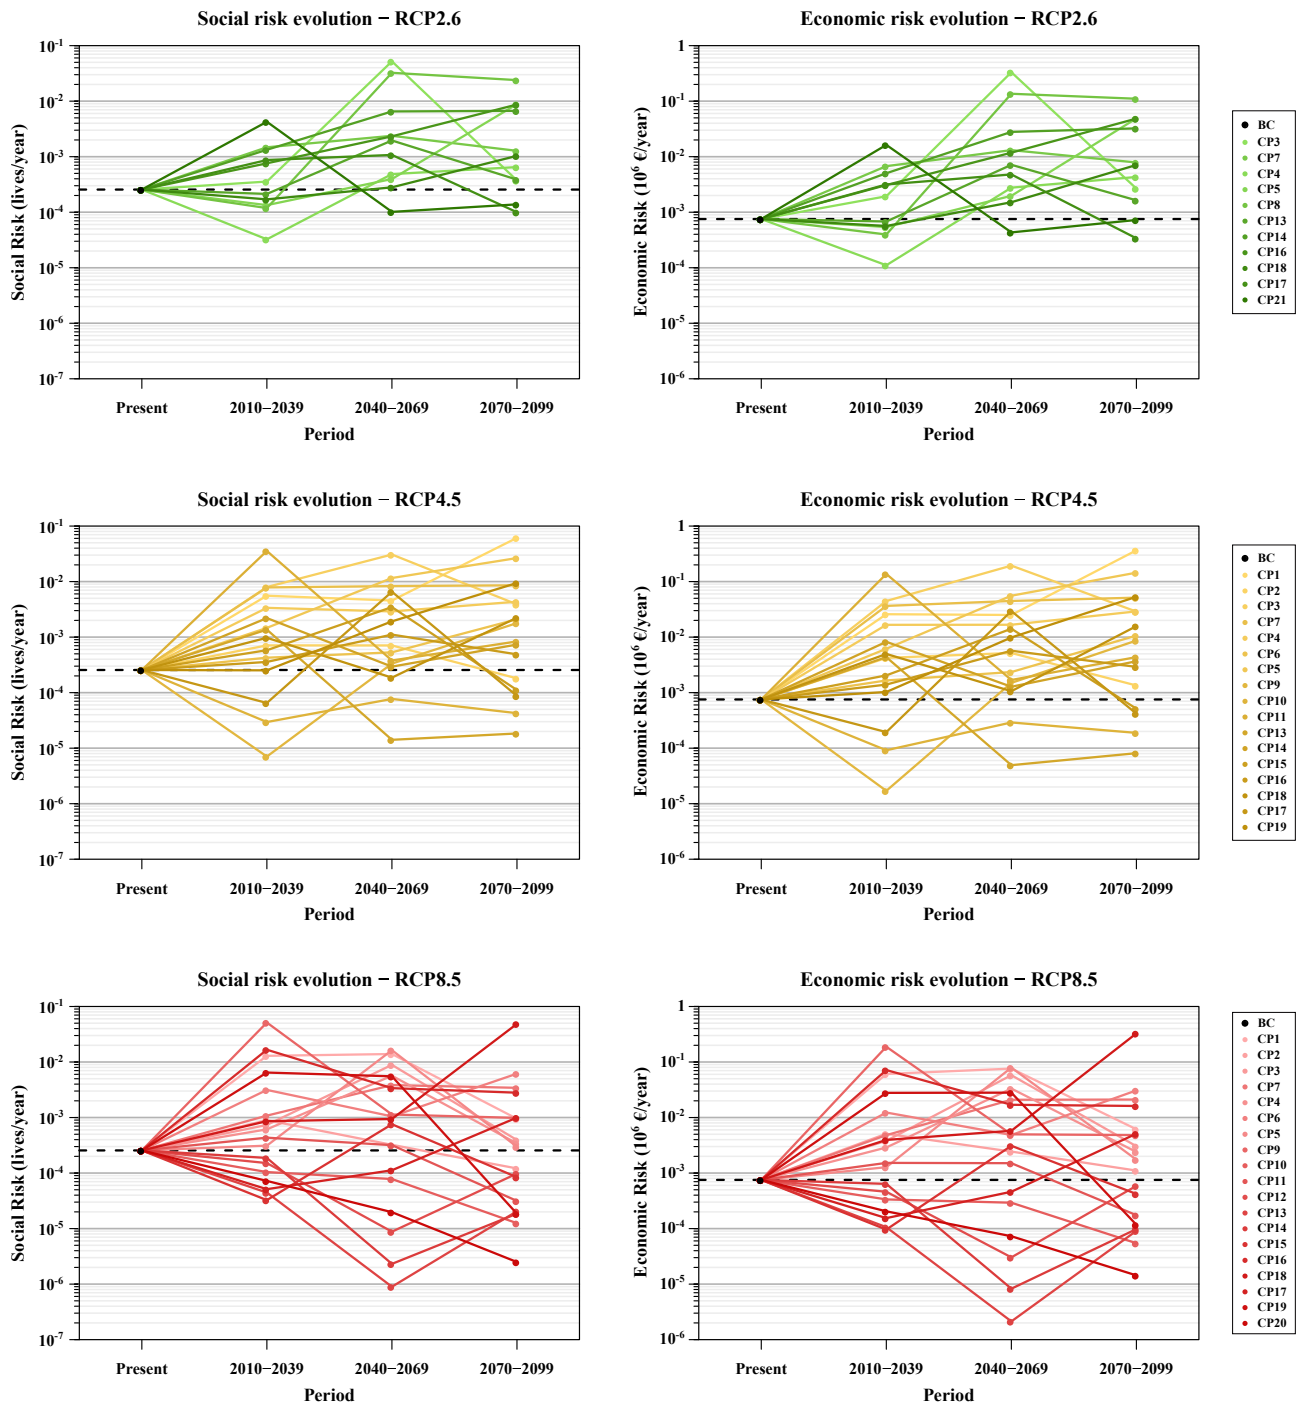 Social risk evolution − RCP2.6
Social Risk (lives/year)
10-1
10-2
10-3
10-4
10-5
10-6
10-7
Present 2010−2039 2040−2069 2070−2099
Period
Economic risk evolution − RCP2.6
Economic Risk (10⁶ €/year)
1
10-1
10-2
10-3
10-4
10-5
10-6
Present 2010−2039 2040−2069 2070−2099
Period
BC
CP3
CP7
CP4
CP5
CP8
CP13
CP14
CP16
CP18
CP17
CP21
Social risk evolution − RCP4.5
Social Risk (lives/year)
10-1
10-2
10-3
10-4
10-5
10-6
10-7
Present 2010−2039 2040−2069 2070−2099
Period
Economic risk evolution − RCP4.5
Economic Risk (10⁶ €/year)
1
10-1
10-2
10-3
10-4
10-5
10-6
Present 2010−2039 2040−2069 2070−2099
Period
BC
CP1
CP2
CP3
CP7
CP4
CP6
CP5
CP9
CP10
CP11
CP13
CP14
CP15
CP16
CP18
CP17
CP19
Social risk evolution − RCP8.5
Social Risk (lives/year)
10-1
10-2
10-3
10-4
10-5
10-6
10-7
Present 2010−2039 2040−2069 2070−2099
Period
Economic risk evolution − RCP8.5
Economic Risk (10⁶ €/year)
1
10-1
10-2
10-3
10-4
10-5
10-6
Present 2010−2039 2040−2069 2070−2099
Period
BC
CP1
CP2
CP3
CP7
CP4
CP6
CP5
CP9
CP10
CP11
CP12
CP13
CP14
CP15
CP16
CP18
CP17
CP19
CP20